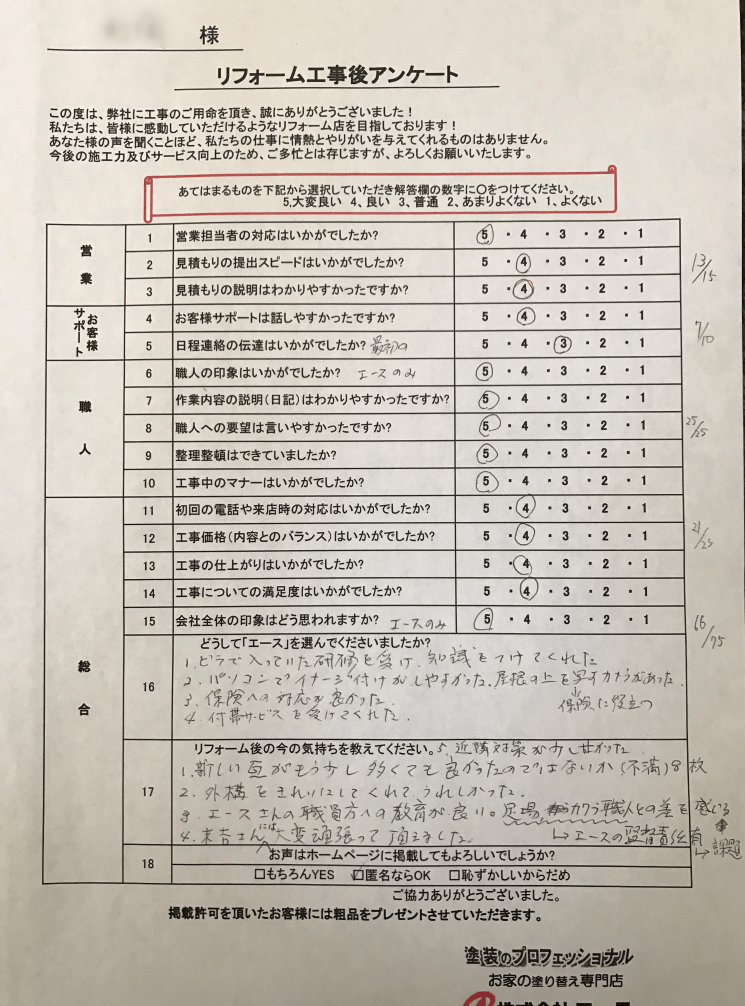 様
リフォーム工事後アンケート
この度は、弊社に工事のご用命を頂き、誠にありがとうございました！
私たちは、皆様に感動していただけるようなリフォーム店を目指しております！
あなた様の声を聞くことほど、私たちの仕事に情熱とやりがいを与えてくれるものはありません。
今後の施工力及びサービス向上のため、ご多忙とは存じますが、よろしくお願いいたします。
あてはまるものを下記から選択していただき解答欄の数字に〇をつけてください。
5,大変良い 4、良い 3、普通 2、あまりよくない 1、よくない
営業
1 営業担当者の対応はいかがでしたか? 5 ・ 4 ・ 3 ・ 2 ・ 1
2 見積もりの提出スピードはいかがでしたか? 5 ・ 4 ・ 3 ・ 2 ・ 1
13/15
3 見積もりの説明はわかりやすかったですか? 5 ・ 4 ・ 3 ・ 2 ・ 1
お客様サポート
4 お客様サポートは話しやすかったですか? 5 ・ 4 ・ 3 ・ 2 ・ 1
7/10
5 日程連絡の伝達はいかがでしたか? 最初の 5 ・ 4 ・ 3 ・ 2 ・ 1
職人
6 職人の印象はいかがでしたか? エースのみ 5 ・ 4 ・ 3 ・ 2 ・ 1
7 作業内容の説明(日記)はわかりやすかったですか? 5 ・ 4 ・ 3 ・ 2 ・ 1
8 職人への要望は言いやすかったですか? 5 ・ 4 ・ 3 ・ 2 ・ 1
25/25
9 整理整頓はできていましたか? 5 ・ 4 ・ 3 ・ 2 ・ 1
10 工事中のマナーはいかがでしたか? 5 ・ 4 ・ 3 ・ 2 ・ 1
総合
11 初回の電話や来店時の対応はいかがでしたか? 5 ・ 4 ・ 3 ・ 2 ・ 1
12 工事価格(内容とのバランス)はいかがでしたか? 5 ・ 4 ・ 3 ・ 2 ・ 1
21/25
13 工事の仕上がりはいかがでしたか? 5 ・ 4 ・ 3 ・ 2 ・ 1
14 工事についての満足度はいかがでしたか? 5 ・ 4 ・ 3 ・ 2 ・ 1
15 会社全体の印象はどう思われますか? エースのみ 5 ・ 4 ・ 3 ・ 2 ・ 1
66/75
16 どうして「エース」を選んでくださいましたか?
1. ビラで入っていた研修を受け、知識をつけてくれた
2. パソコンでイメージ付けがしやすかった、屋根の上を写すカメラがあった.
3. 保険への対応が良かった. 保険に役立つ
4. 付帯サービスを受けてくれた.
17 リフォーム後の今の気持ちを教えてください。 5. 近隣対策が少し甘かった
1. 新しい瓦がもう少し多くても良かったのではないか(不満) 8枚
2. 外構をきれいにしてくれてうれしかった.
3. エースさんの職員方への教育が良い。足場、カワラ職人との差を感じる
4. 末吉さんには大変頑張って頂きました. エースの監督責任有 課題
18 お声はホームページに掲載してもよろしいでしょうか?
□もちろんYES ☑匿名ならOK □恥ずかしいからだめ
ご協力ありがとうございました。
掲載許可を頂いたお客様には粗品をプレゼントさせていただきます。
塗装のプロフェッショナル
お家の塗り替え専門店